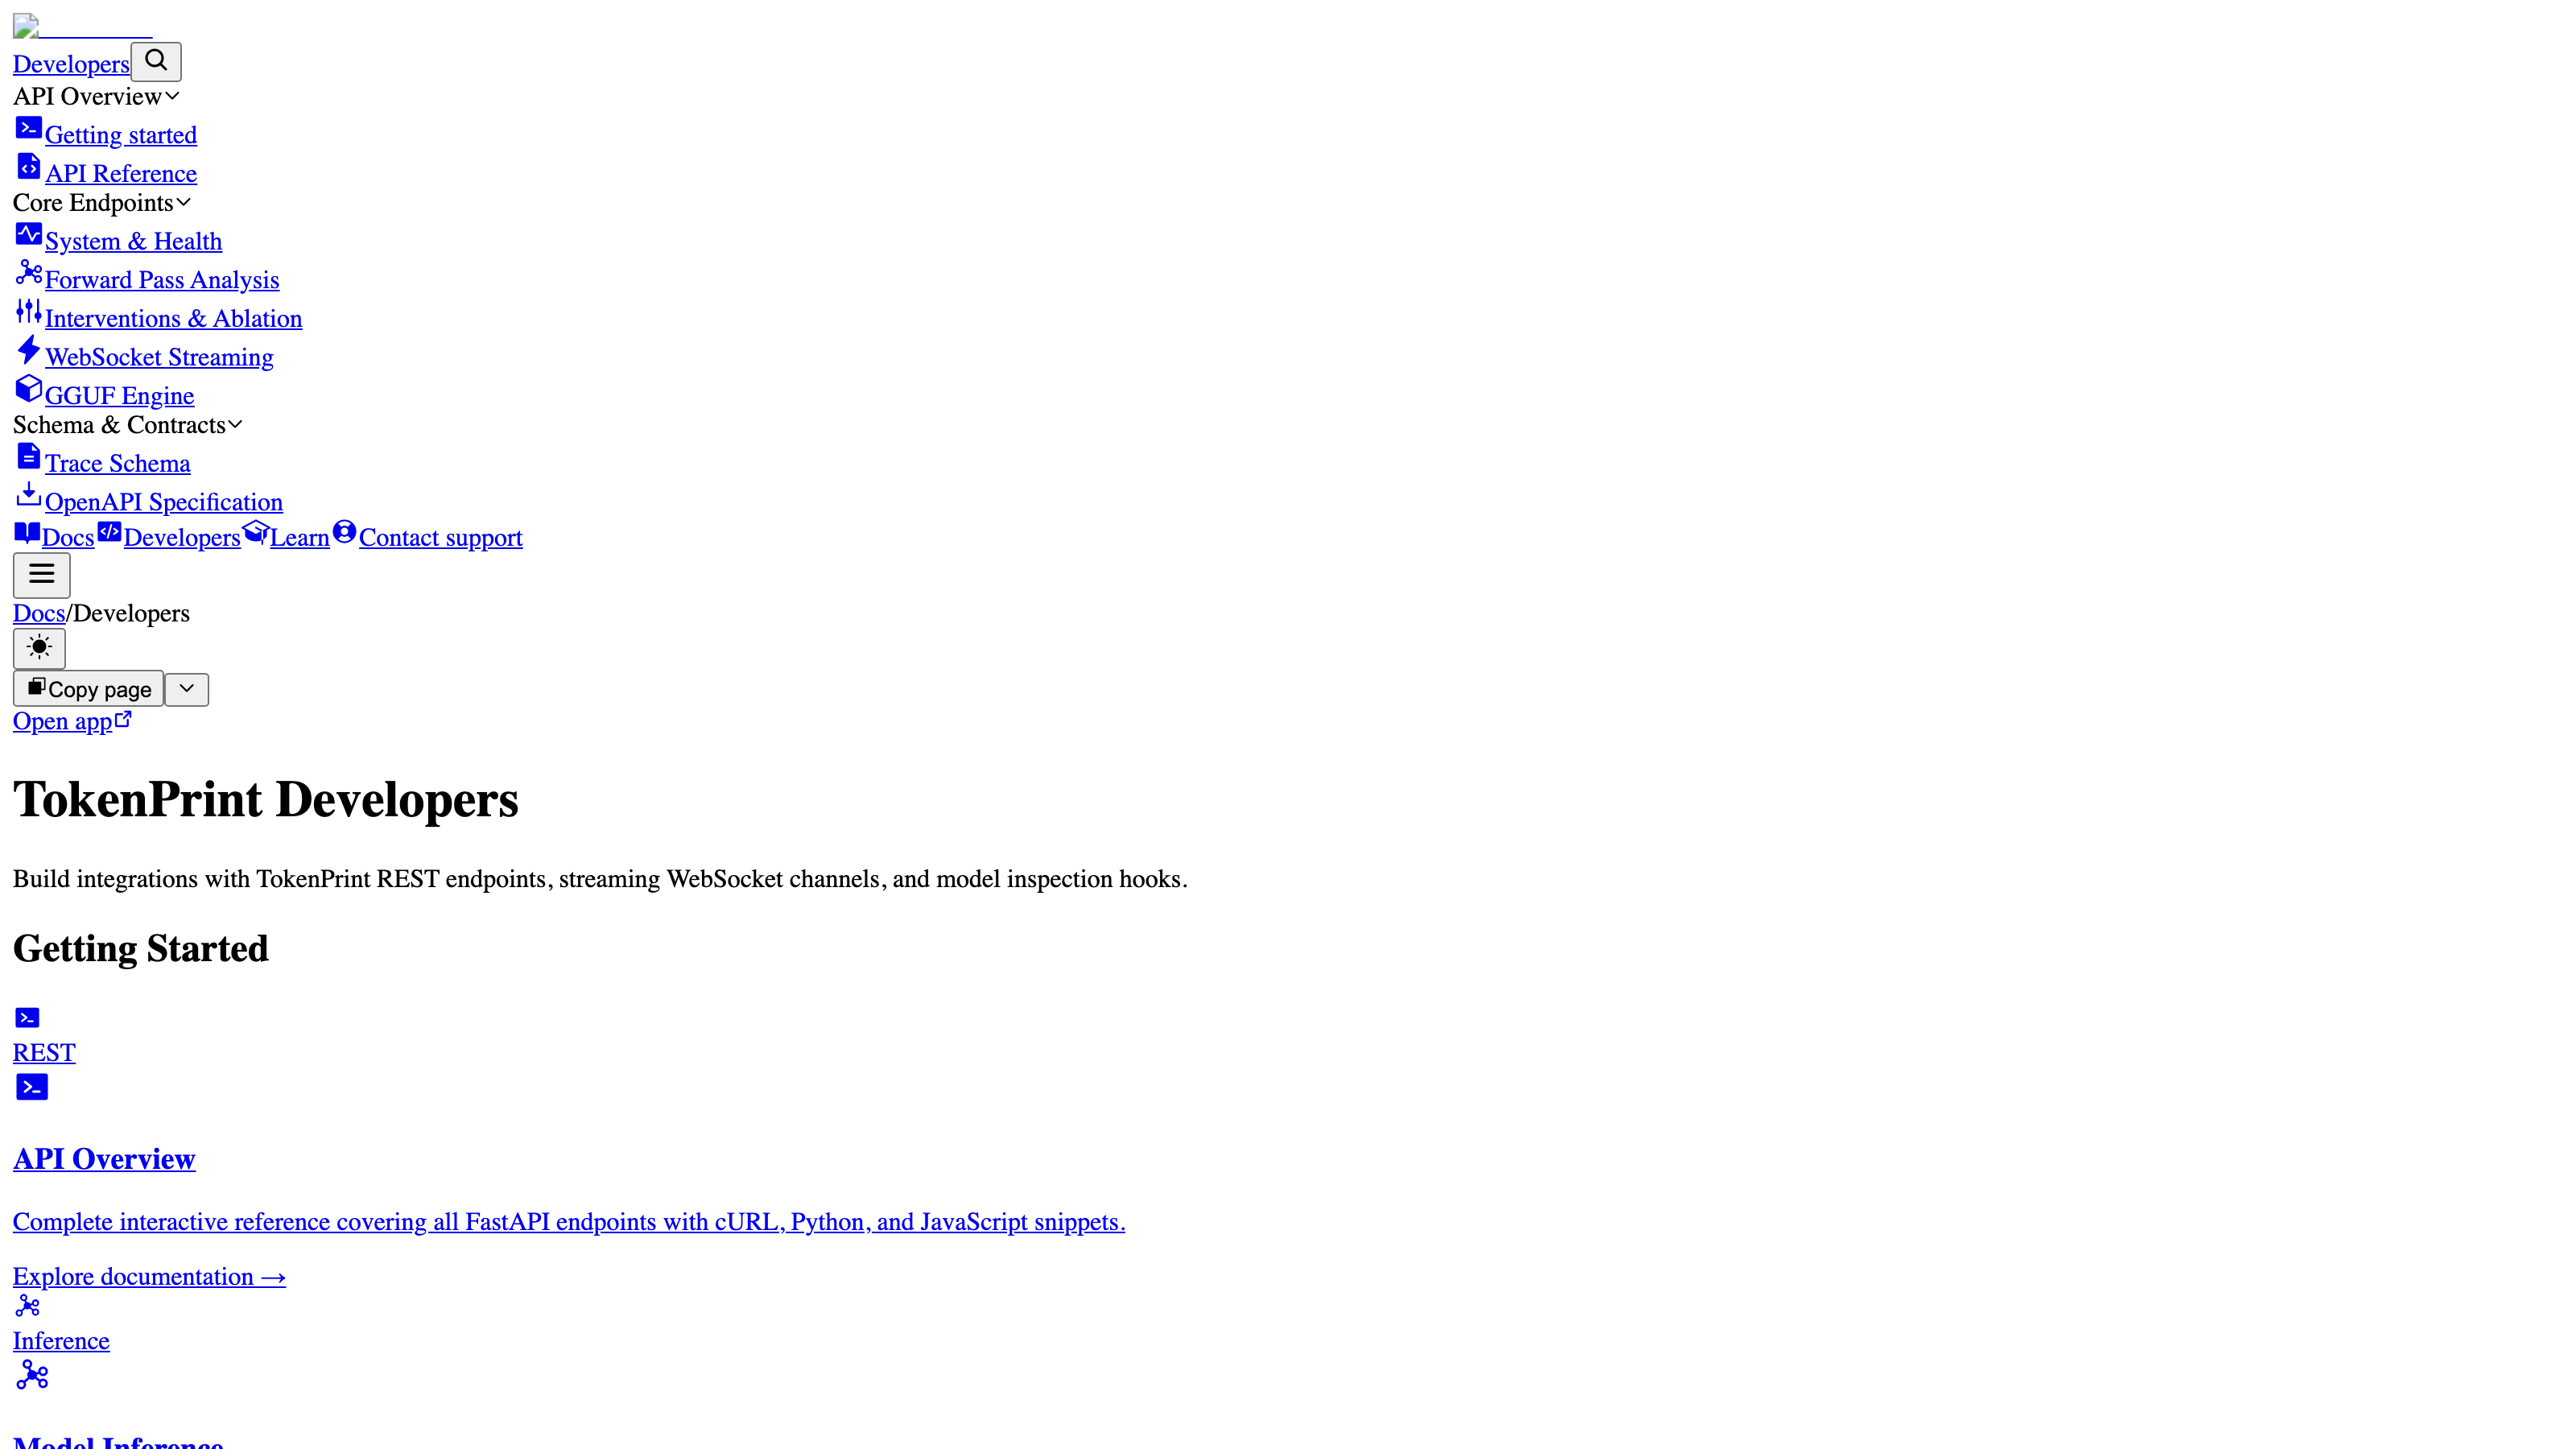 Developers
API Overview
Getting started
API Reference
Core Endpoints
System & Health
Forward Pass Analysis
Interventions & Ablation
WebSocket Streaming
GGUF Engine
Schema & Contracts
Trace Schema
OpenAPI Specification
Docs Developers Learn Contact support
Docs/Developers
Copy page
Open app
TokenPrint Developers
Build integrations with TokenPrint REST endpoints, streaming WebSocket channels, and model inspection hooks.
Getting Started
REST
API Overview
Complete interactive reference covering all FastAPI endpoints with cURL, Python, and JavaScript snippets.
Explore documentation →
Inference
Model Inference